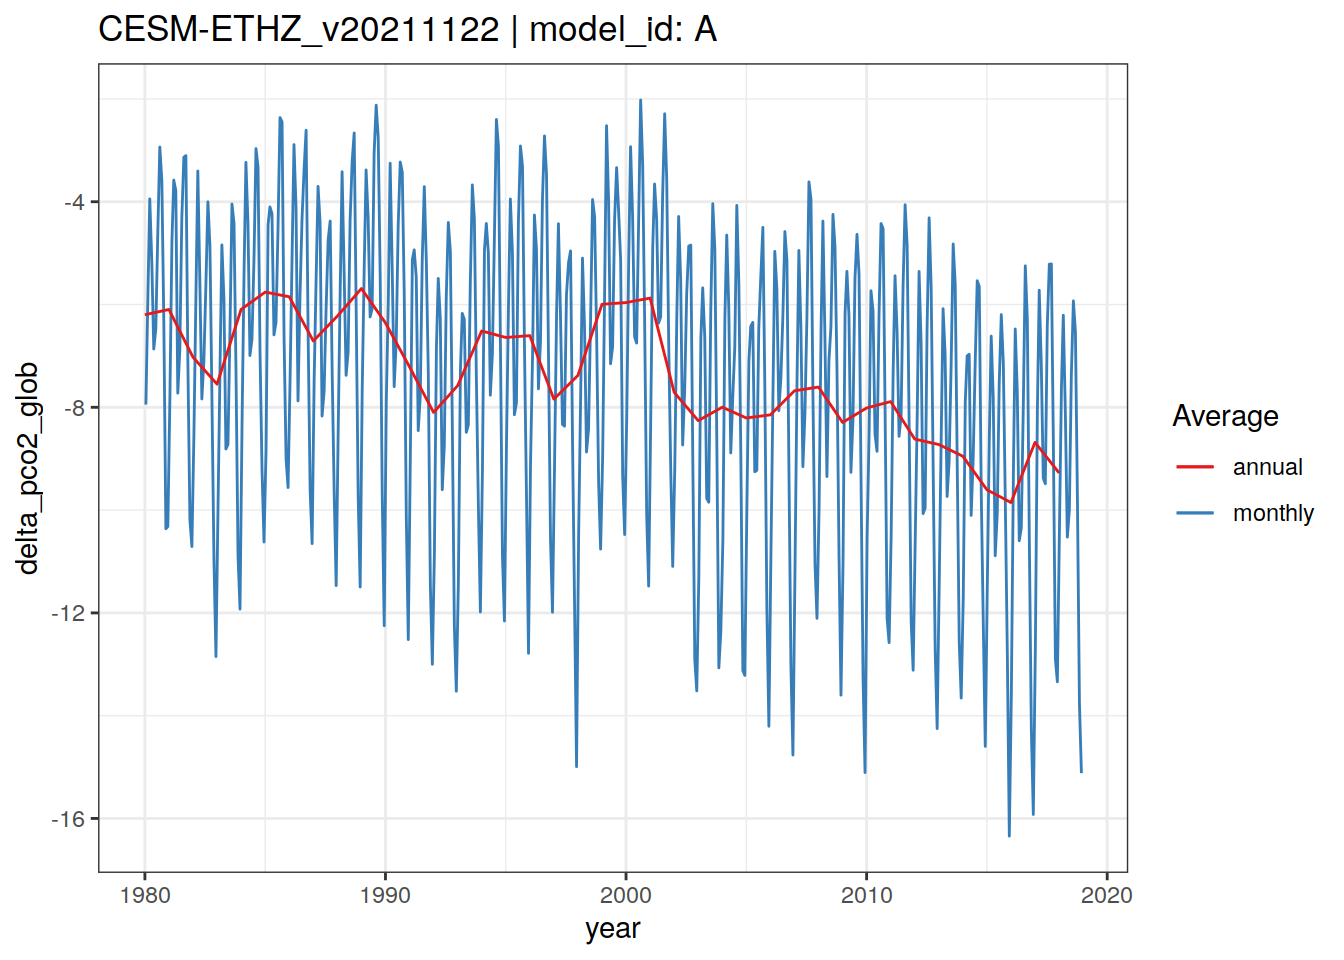 CESM-ETHZ_v20211122 | model_id: A
delta_pco2_glob
-4
-8
-12
-16
1980
1990
2000
2010
2020
year
Average
annual
monthly